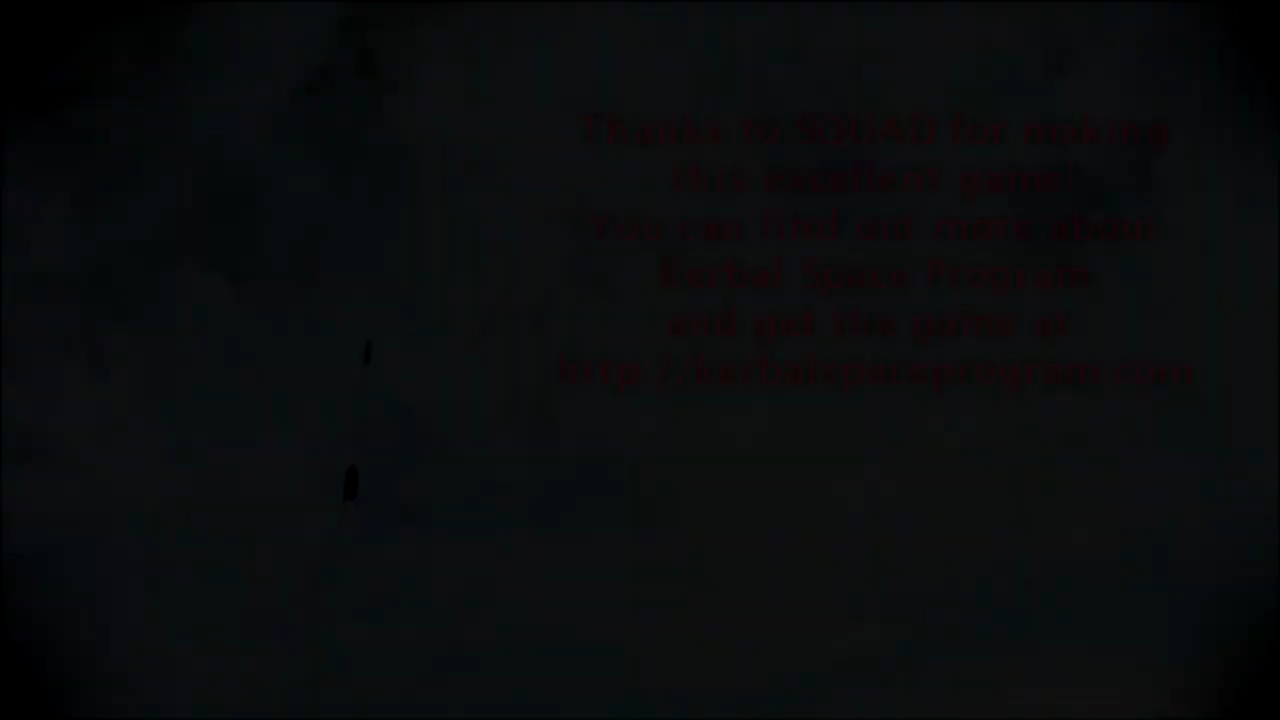 Thanks to SQUAD for making
this excellent game!
You can find out more about
Kerbal Space Program
and get the game at
http://kerbalspaceprogram.com